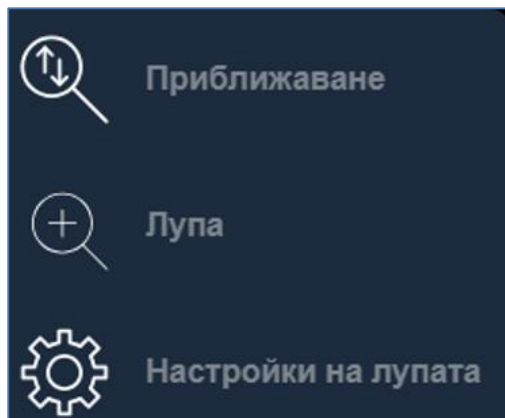 Приближаване
Лупа
Настройки на лупата